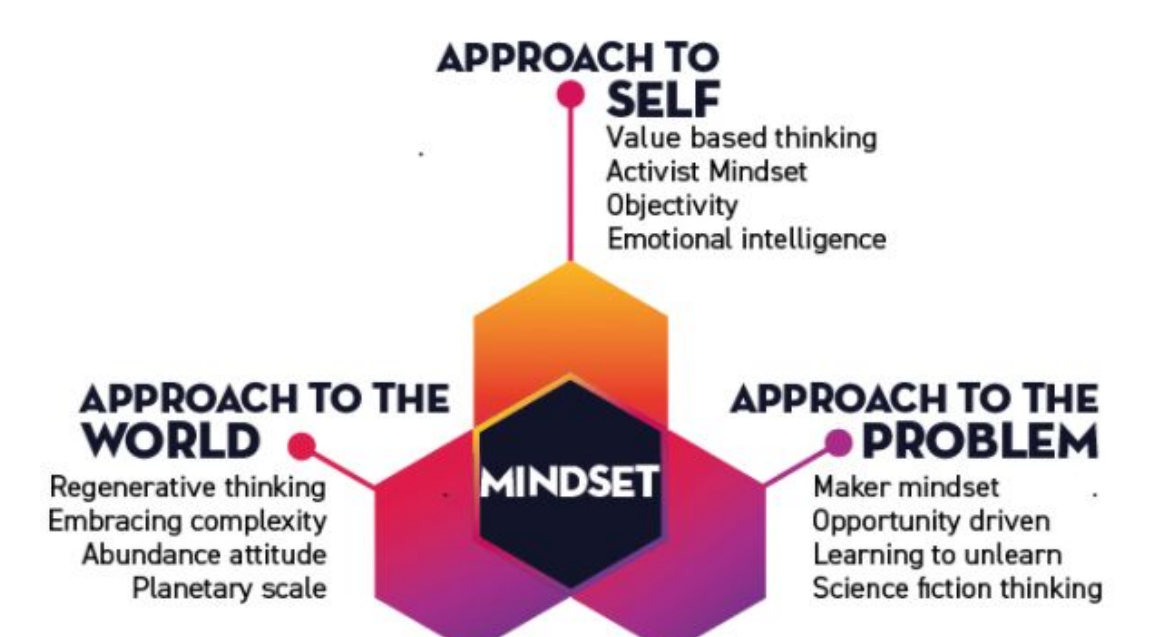 APPROACH TO
SELF
Value based thinking
Activist Mindset
Objectivity
Emotional intelligence
APPROACH TO THE
WORLD
Regenerative thinking
Embracing complexity
Abundance attitude
Planetary scale
MINDSET
APPROACH TO THE
PROBLEM
Maker mindset
Opportunity driven
Learning to unlearn
Science fiction thinking